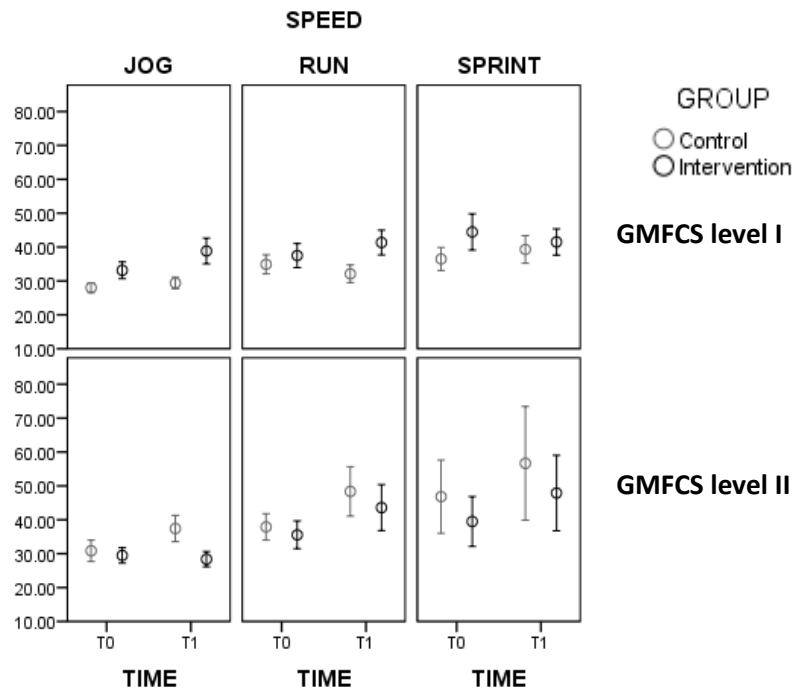 SPEED
JOG RUN SPRINT
80.00
70.00
60.00
50.00
40.00
30.00
20.00
10.00
GROUP
Control
Intervention
GMFCS level I
80.00
70.00
60.00
50.00
40.00
30.00
20.00
10.00
GMFCS level II
T0 T1 T0 T1 T0 T1
TIME TIME TIME